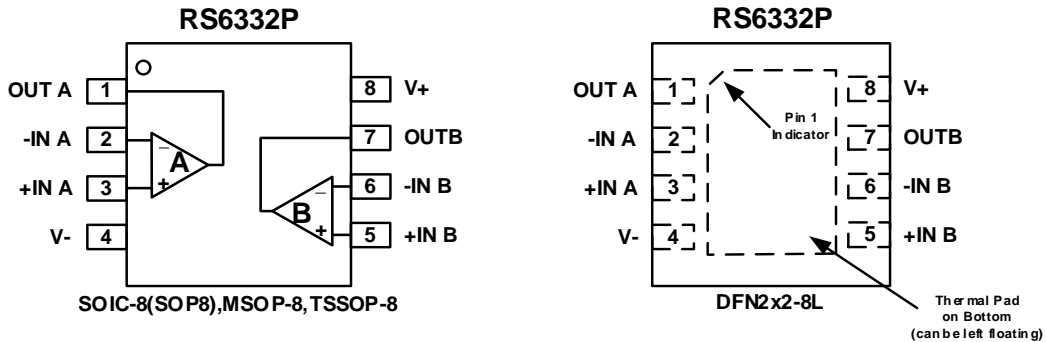 RS6332P
OUT A 1
-IN A 2
+IN A 3
V- 4
8 V+
7 OUTB
6 -IN B
5 +IN B
− A +
− B +
SOIC-8(SOP8),MSOP-8,TSSOP-8
RS6332P
OUT A 1
-IN A 2
+IN A 3
V- 4
Pin 1
Indicator
8 V+
7 OUTB
6 -IN B
5 +IN B
DFN2x2-8L
Thermal Pad
on Bottom
(can be left floating)